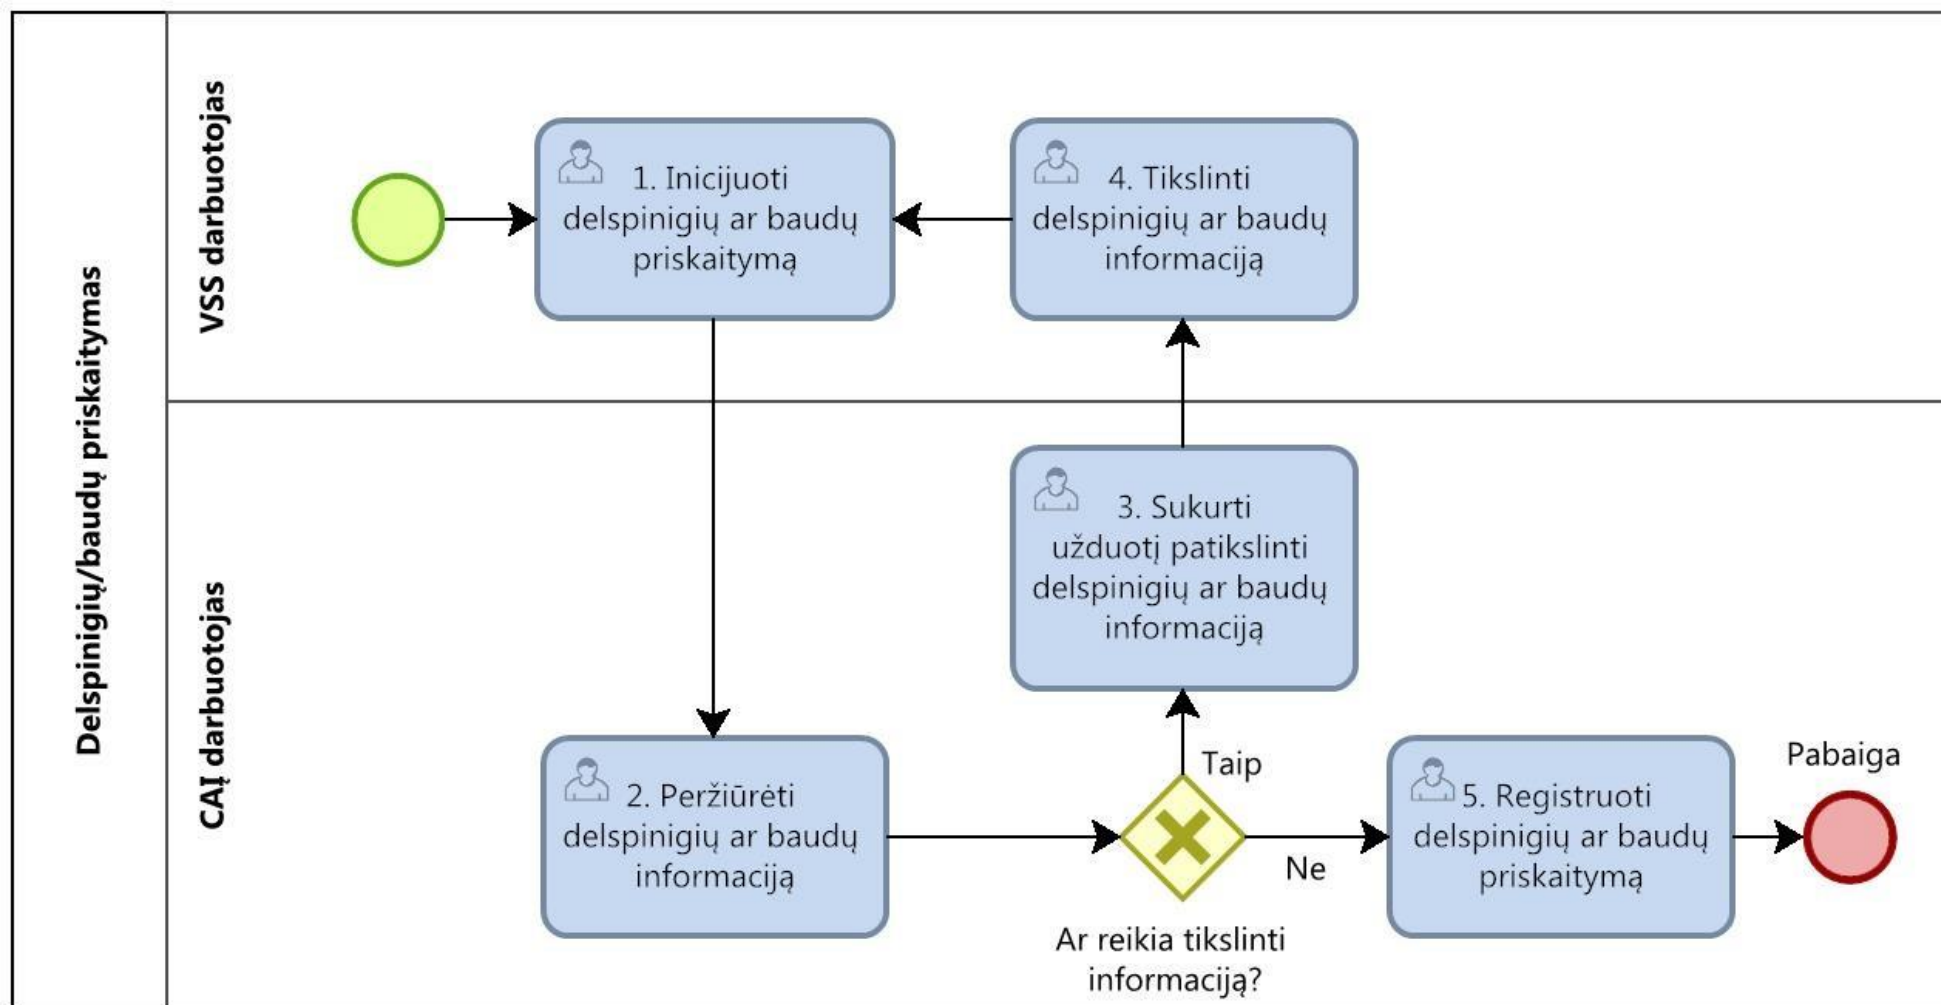 Delspinigių/baudų priskaitymas
VSS darbuotojas
1. Inicijuoti
delspinigių ar baudų
priskaitymą
4. Tikslinti
delspinigių ar baudų
informaciją
CAĮ darbuotojas
3. Sukurti
užduotį patikslinti
delspinigių ar baudų
informaciją
2. Peržiūrėti
delspinigių ar baudų
informaciją
Taip
Ne
Ar reikia tikslinti
informaciją?
5. Registruoti
delspinigių ar baudų
priskaitymą
Pabaiga